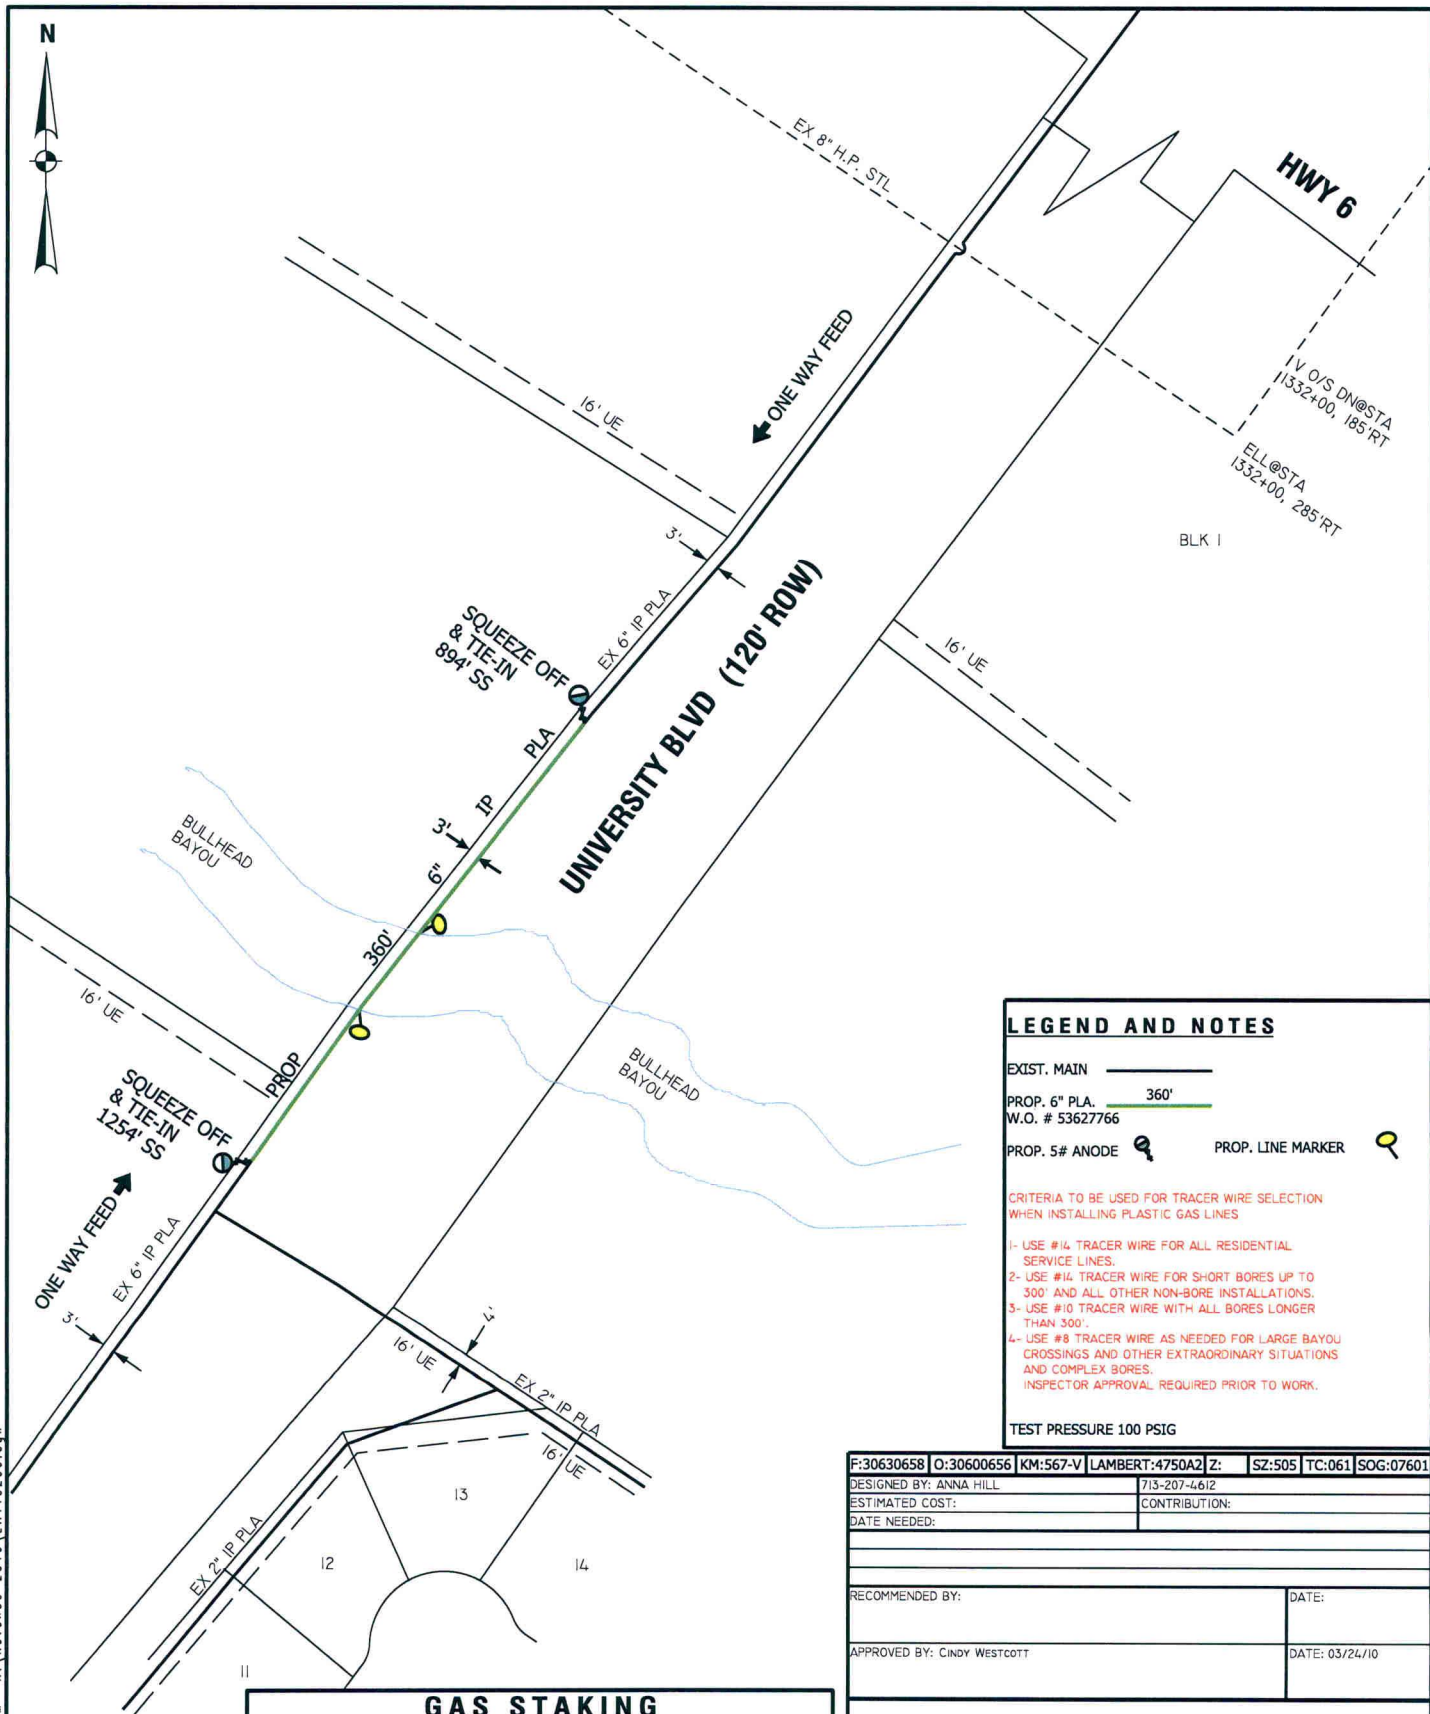 N
EX 8" H.P. STL
HWY 6
ONE WAY FEED
16' UE
1V O/S DN@STA
1332+00, 185'RT
ELL@STA
1332+00, 285'RT
BLK 1
3'
EX 6" IP PLA
SQUEEZE OFF
& TIE-IN
894' SS
UNIVERSITY BLVD (120' ROW)
16' UE
PROP 360' 6" IP PLA
3'
BULLHEAD
BAYOU
16' UE
BULLHEAD
BAYOU
SQUEEZE OFF
& TIE-IN
1254' SS
ONE WAY FEED
EX 6" IP PLA
3'
4'
16' UE
EX 2" IP PLA
16' UE
EX 2" IP PLA
13
12
14
11
LEGEND AND NOTES
EXIST. MAIN
PROP. 6" PLA. 360'
W.O. # 53627766
PROP. 5# ANODE PROP. LINE MARKER
CRITERIA TO BE USED FOR TRACER WIRE SELECTION
WHEN INSTALLING PLASTIC GAS LINES
1- USE #14 TRACER WIRE FOR ALL RESIDENTIAL
SERVICE LINES.
2- USE #14 TRACER WIRE FOR SHORT BORES UP TO
300' AND ALL OTHER NON-BORE INSTALLATIONS.
3- USE #10 TRACER WIRE WITH ALL BORES LONGER
THAN 300'.
4- USE #8 TRACER WIRE AS NEEDED FOR LARGE BAYOU
CROSSINGS AND OTHER EXTRAORDINARY SITUATIONS
AND COMPLEX BORES.
INSPECTOR APPROVAL REQUIRED PRIOR TO WORK.
TEST PRESSURE 100 PSIG
F:30630658 O:30600656 KM:567-V LAMBERT:4750A2 Z: SZ:505 TC:061 SOG:07601
DESIGNED BY: ANNA HILL 713-207-4612
ESTIMATED COST: CONTRIBUTION:
DATE NEEDED:
RECOMMENDED BY: DATE:
APPROVED BY: CINDY WESTCOTT DATE: 03/24/10
GAS STAKING